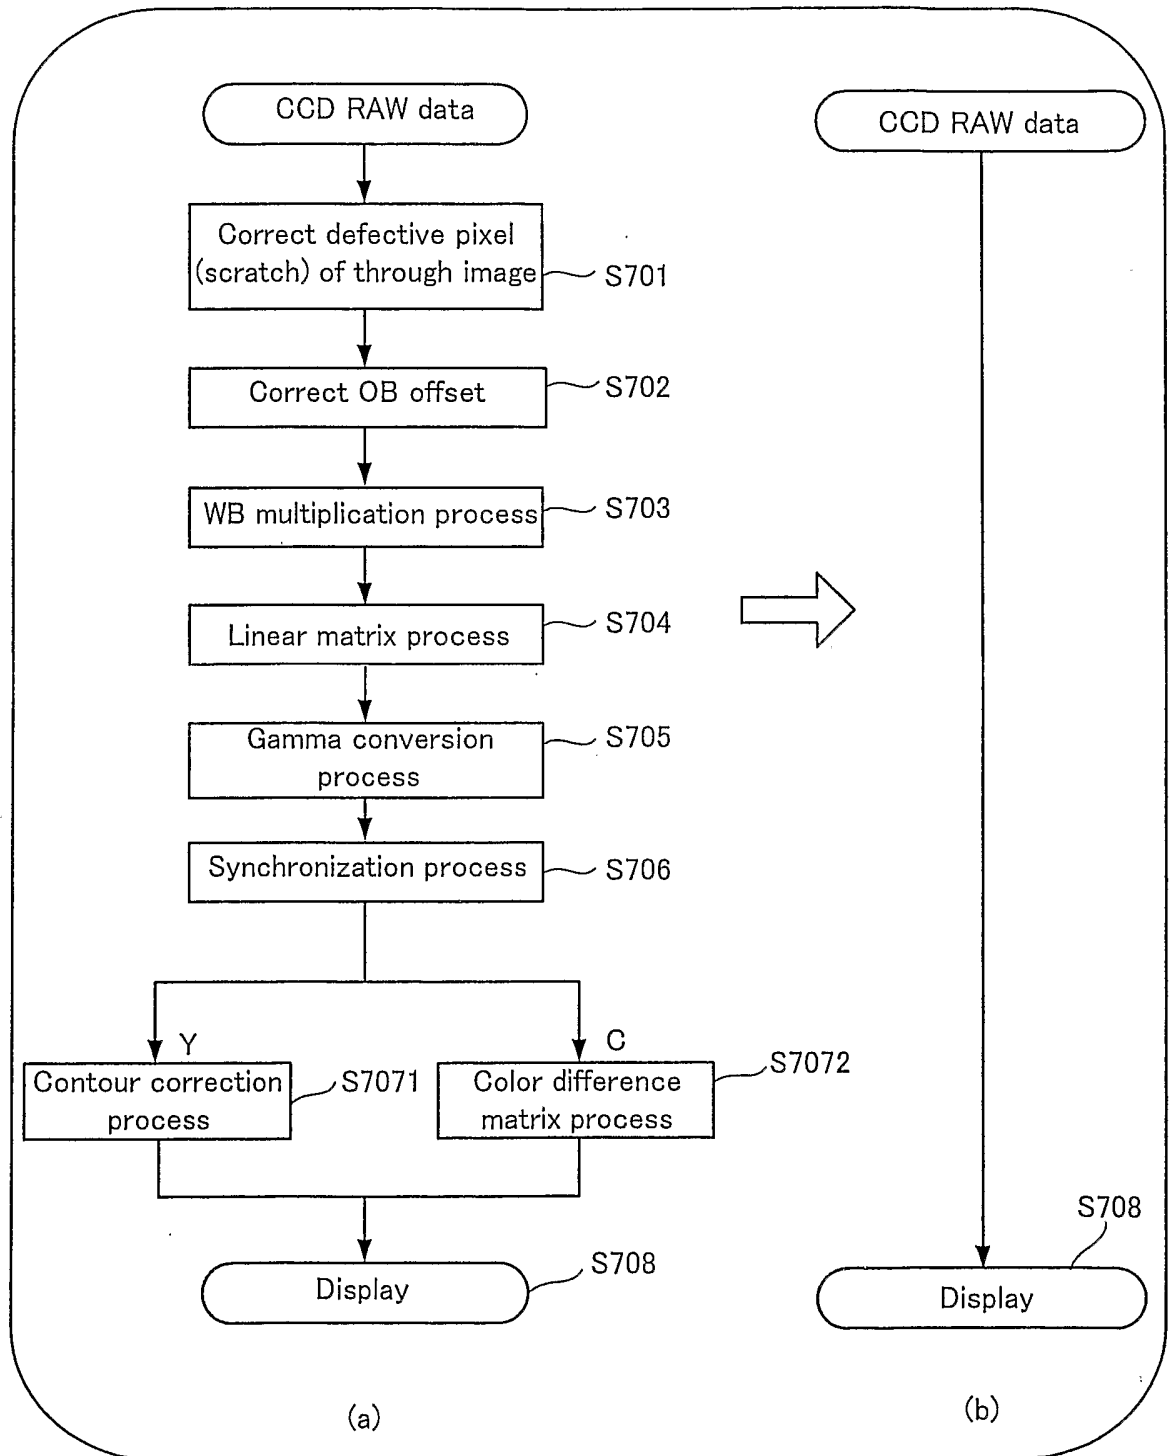 CCD RAW data
Correct defective pixel
(scratch) of through image
S701
Correct OB offset
S702
WB multiplication process
S703
Linear matrix process
S704
Gamma conversion
process
S705
Synchronization process
S706
Y
C
Contour correction
process
S7071
Color difference
matrix process
S7072
Display
S708
(a)
CCD RAW data
S708
Display
(b)